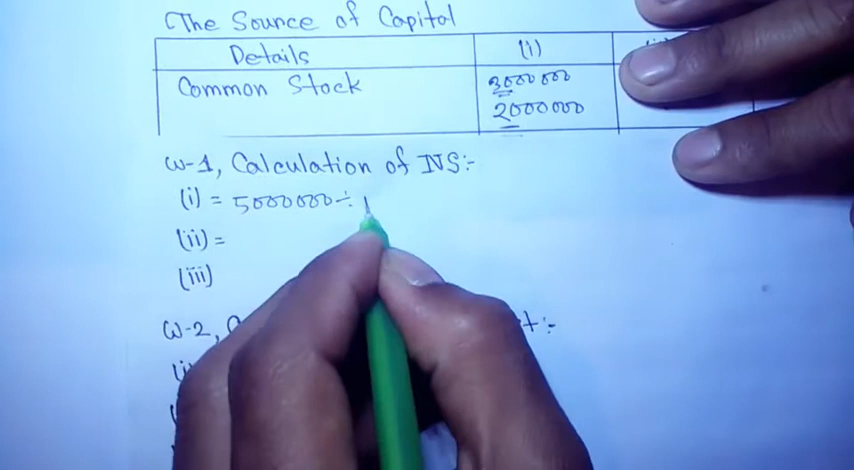 The Source of Capital
Details (i)
Common Stock 3000000
2000000
W-1, Calculation of NS:-
(i) = 5000000 ÷
(ii) =
(iii)
W-2,